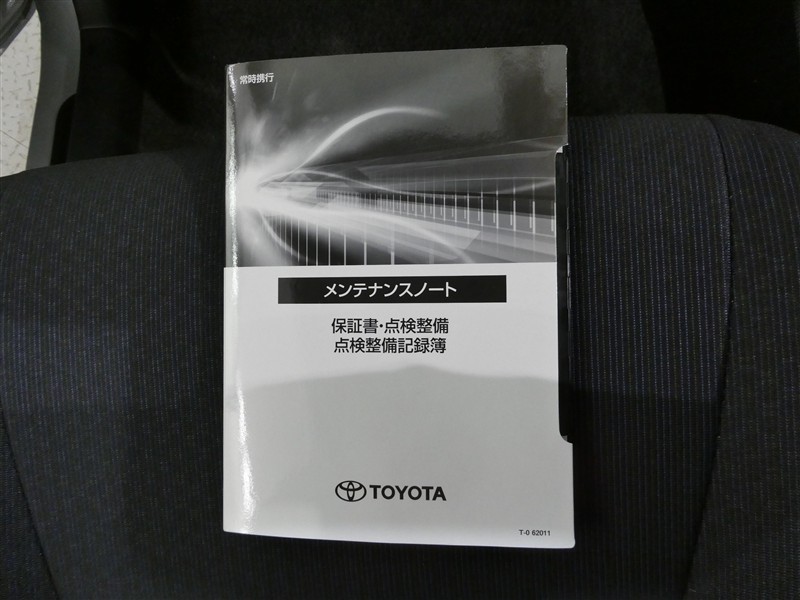 常時携行
メンテナンスノート
保証書・点検整備
点検整備記録簿
TOYOTA
T-0 62011